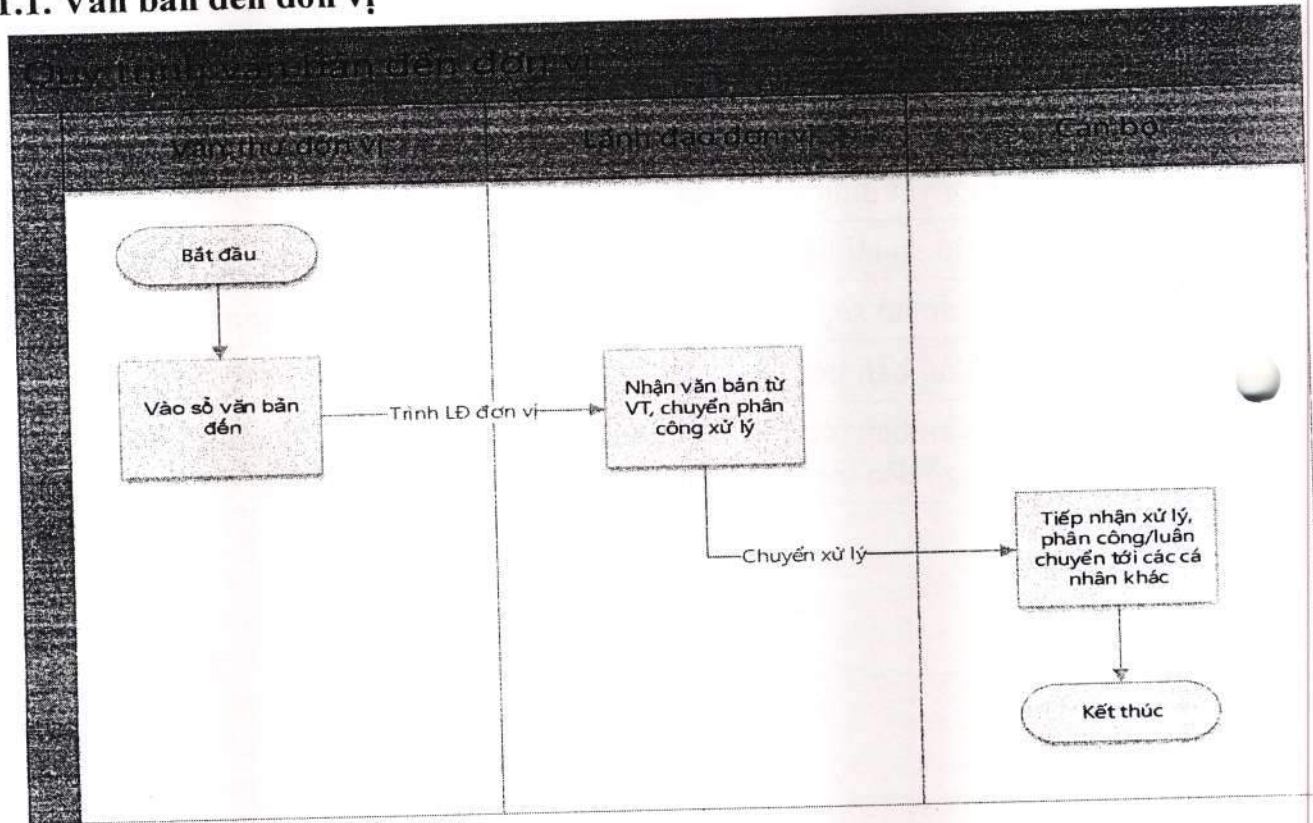 1.1. Văn bản đến đơn vị
Quy trình văn bản đến đơn vị
Văn thư đơn vị
Lãnh đạo đơn vị
Cán bộ
Bắt đầu
Vào sổ văn bản
đến
Trình LĐ đơn vị
Nhận văn bản từ
VT, chuyển phân
công xử lý
Chuyển xử lý
Tiếp nhận xử lý,
phân công/luân
chuyển tới các cá
nhân khác
Kết thúc